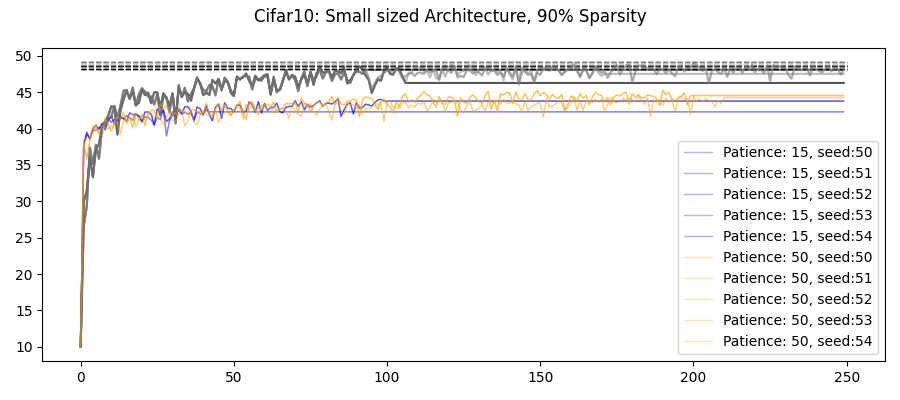 Cifar10: Small sized Architecture, 90% Sparsity
50
45
40
35
30
25
20
15
10
0
50
100
150
200
250
Patience: 15, seed:50
Patience: 15, seed:51
Patience: 15, seed:52
Patience: 15, seed:53
Patience: 15, seed:54
Patience: 50, seed:50
Patience: 50, seed:51
Patience: 50, seed:52
Patience: 50, seed:53
Patience: 50, seed:54